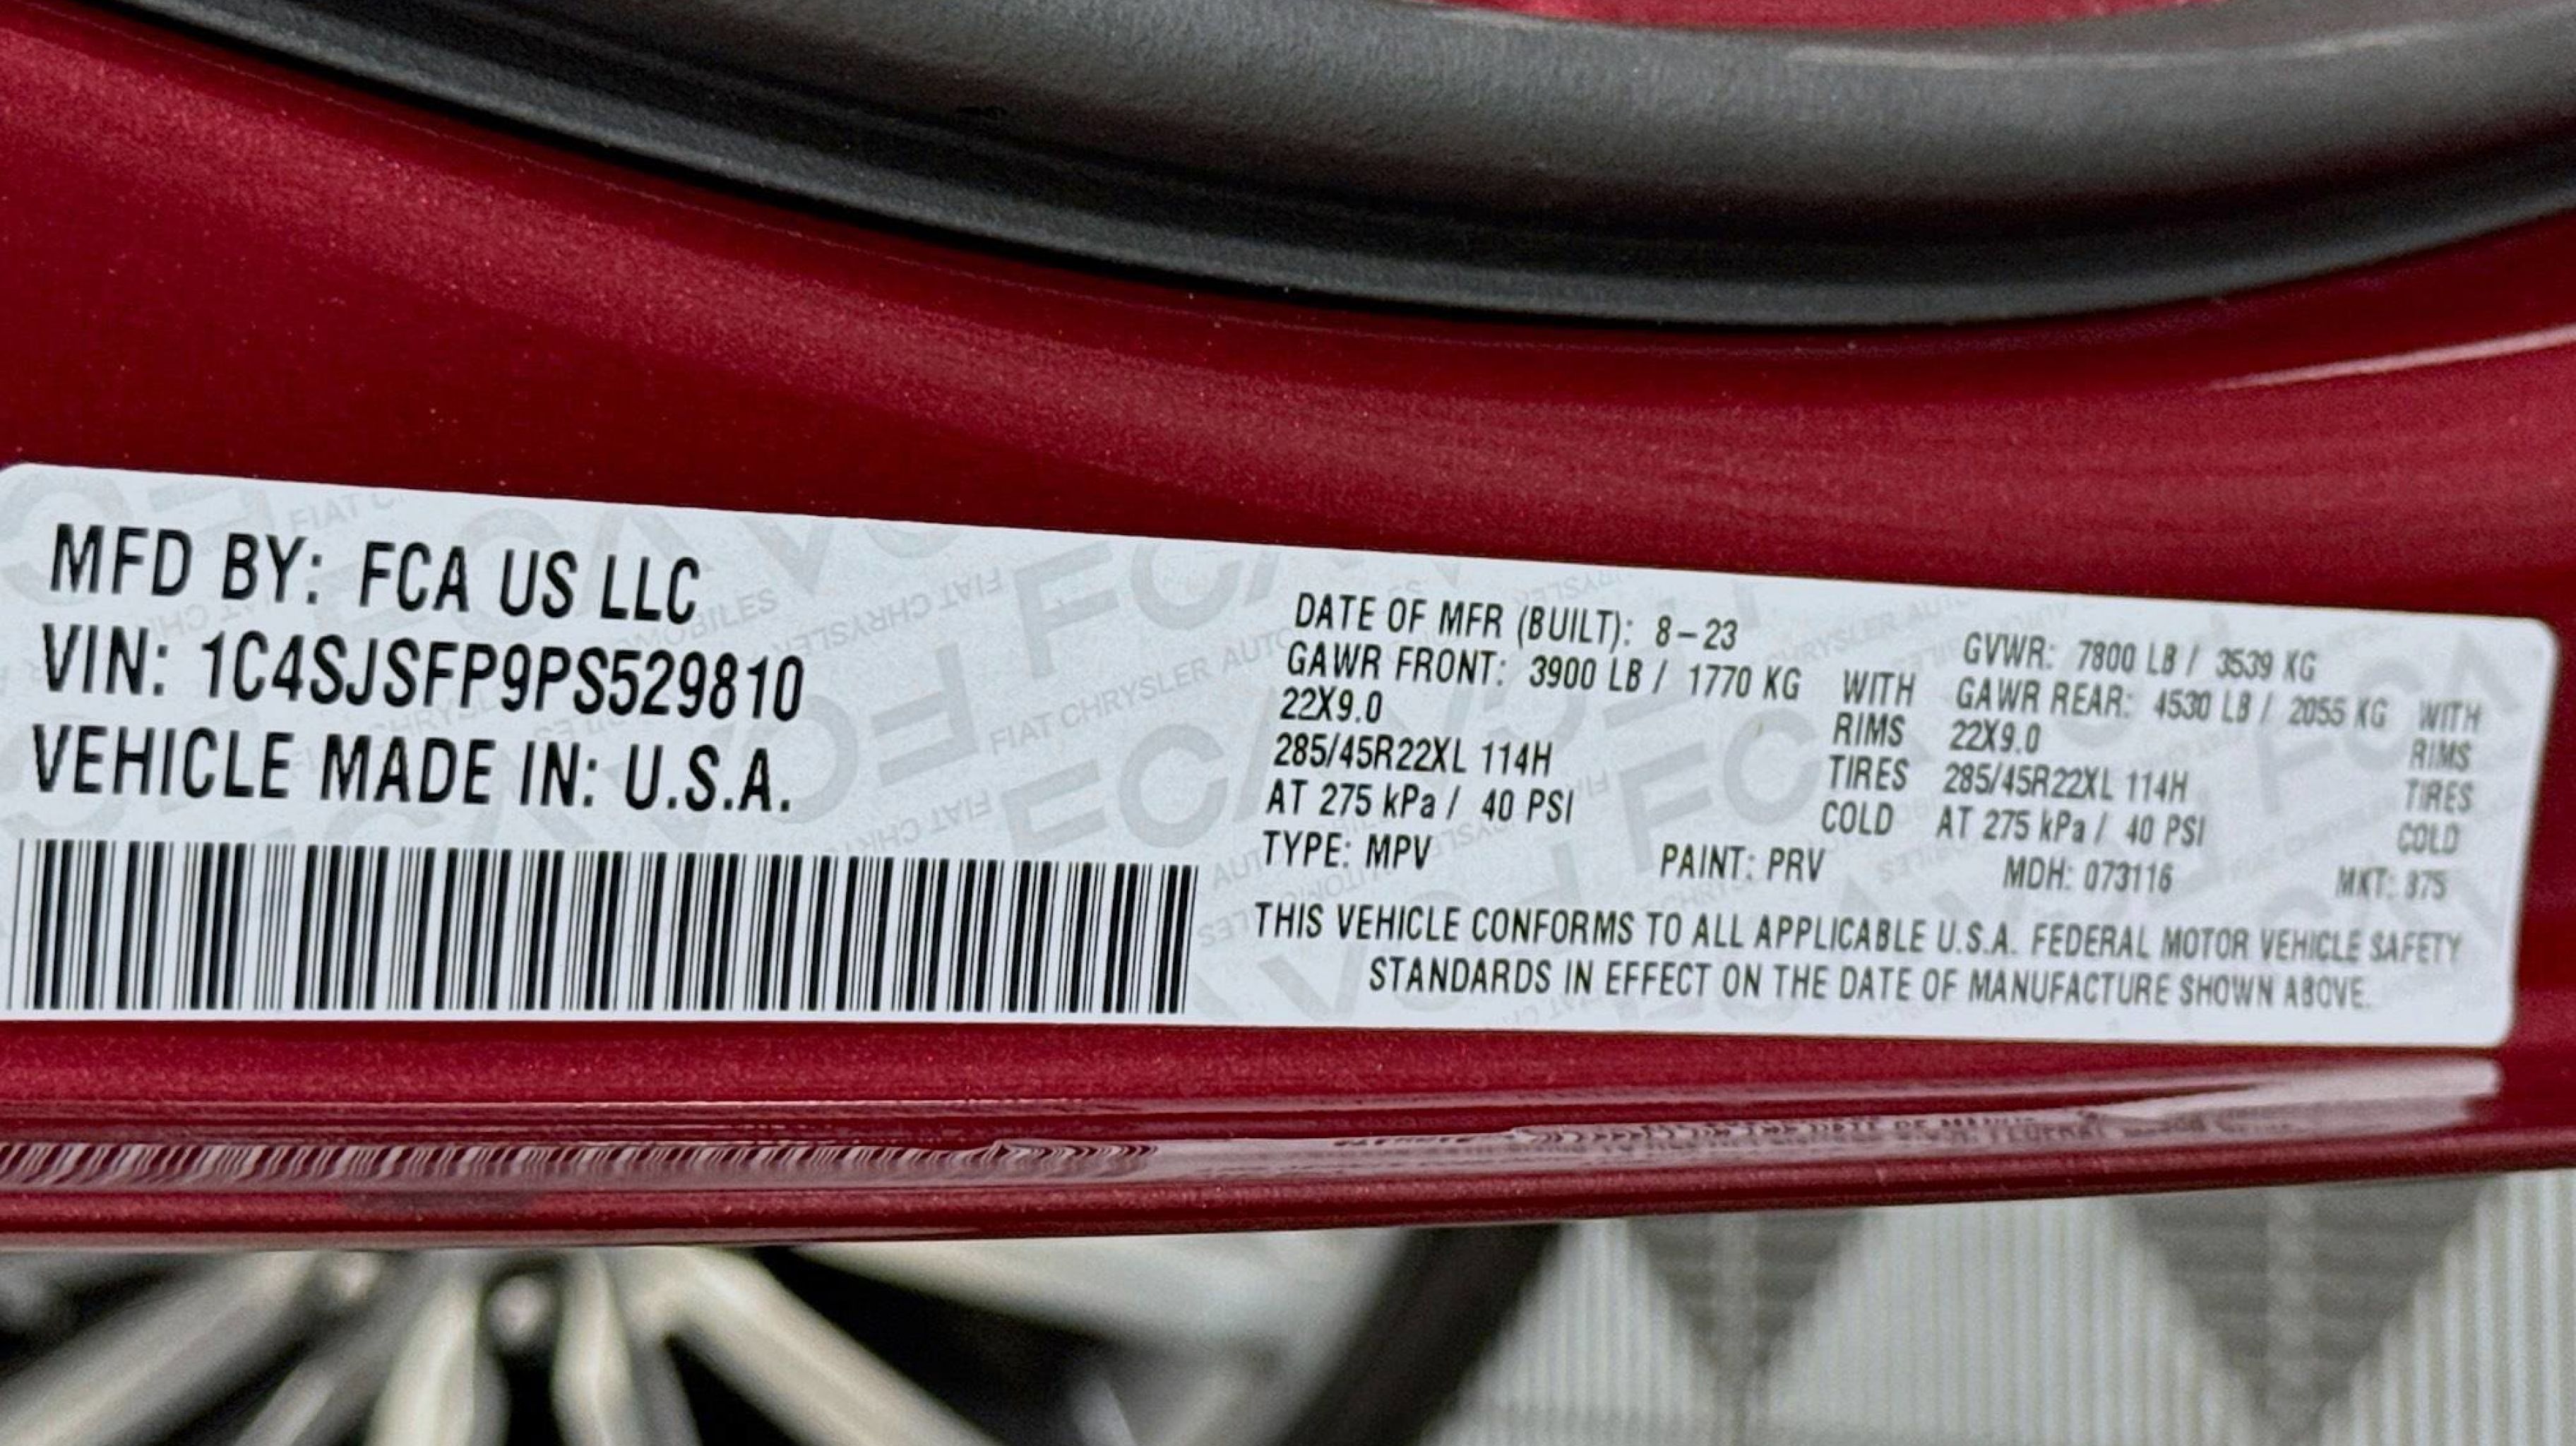 MFD BY: FCA US LLC
VIN: 1C4SJSFP9PS529810
VEHICLE MADE IN: U.S.A.
DATE OF MFR (BUILT): 8-23 GVWR: 7800 LB / 3539 KG
GAWR FRONT: 3900 LB / 1770 KG WITH GAWR REAR: 4530 LB / 2055 KG WITH
22X9.0 RIMS 22X9.0 RIMS
285/45R22XL 114H TIRES 285/45R22XL 114H TIRES
AT 275 kPa / 40 PSI COLD AT 275 kPa / 40 PSI COLD
TYPE: MPV PAINT: PRV MDH: 073116 MKT:
THIS VEHICLE CONFORMS TO ALL APPLICABLE U.S.A. FEDERAL MOTOR VEHICLE SAFETY
STANDARDS IN EFFECT ON THE DATE OF MANUFACTURE SHOWN ABOVE.